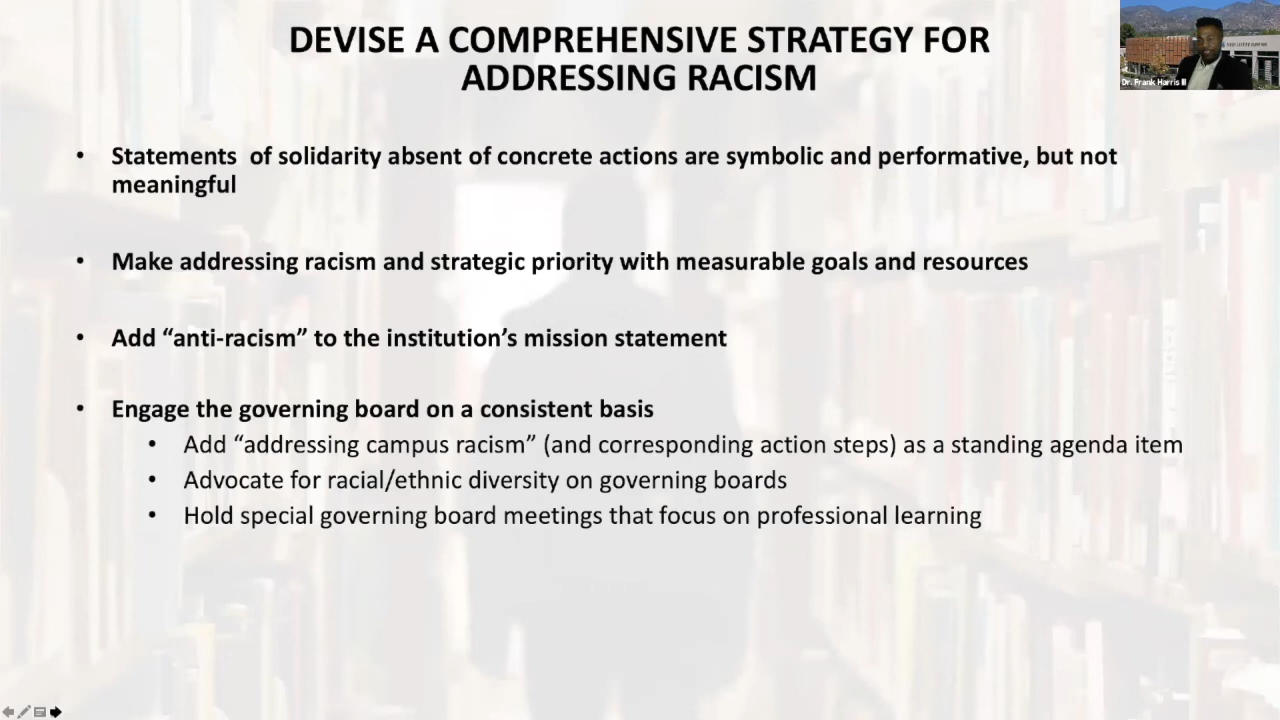 DEVISE A COMPREHENSIVE STRATEGY FOR
ADDRESSING RACISM
Dr. Frank Harris III
• Statements of solidarity absent of concrete actions are symbolic and performative, but not
meaningful
• Make addressing racism and strategic priority with measurable goals and resources
• Add “anti-racism” to the institution’s mission statement
• Engage the governing board on a consistent basis
• Add “addressing campus racism” (and corresponding action steps) as a standing agenda item
• Advocate for racial/ethnic diversity on governing boards
• Hold special governing board meetings that focus on professional learning